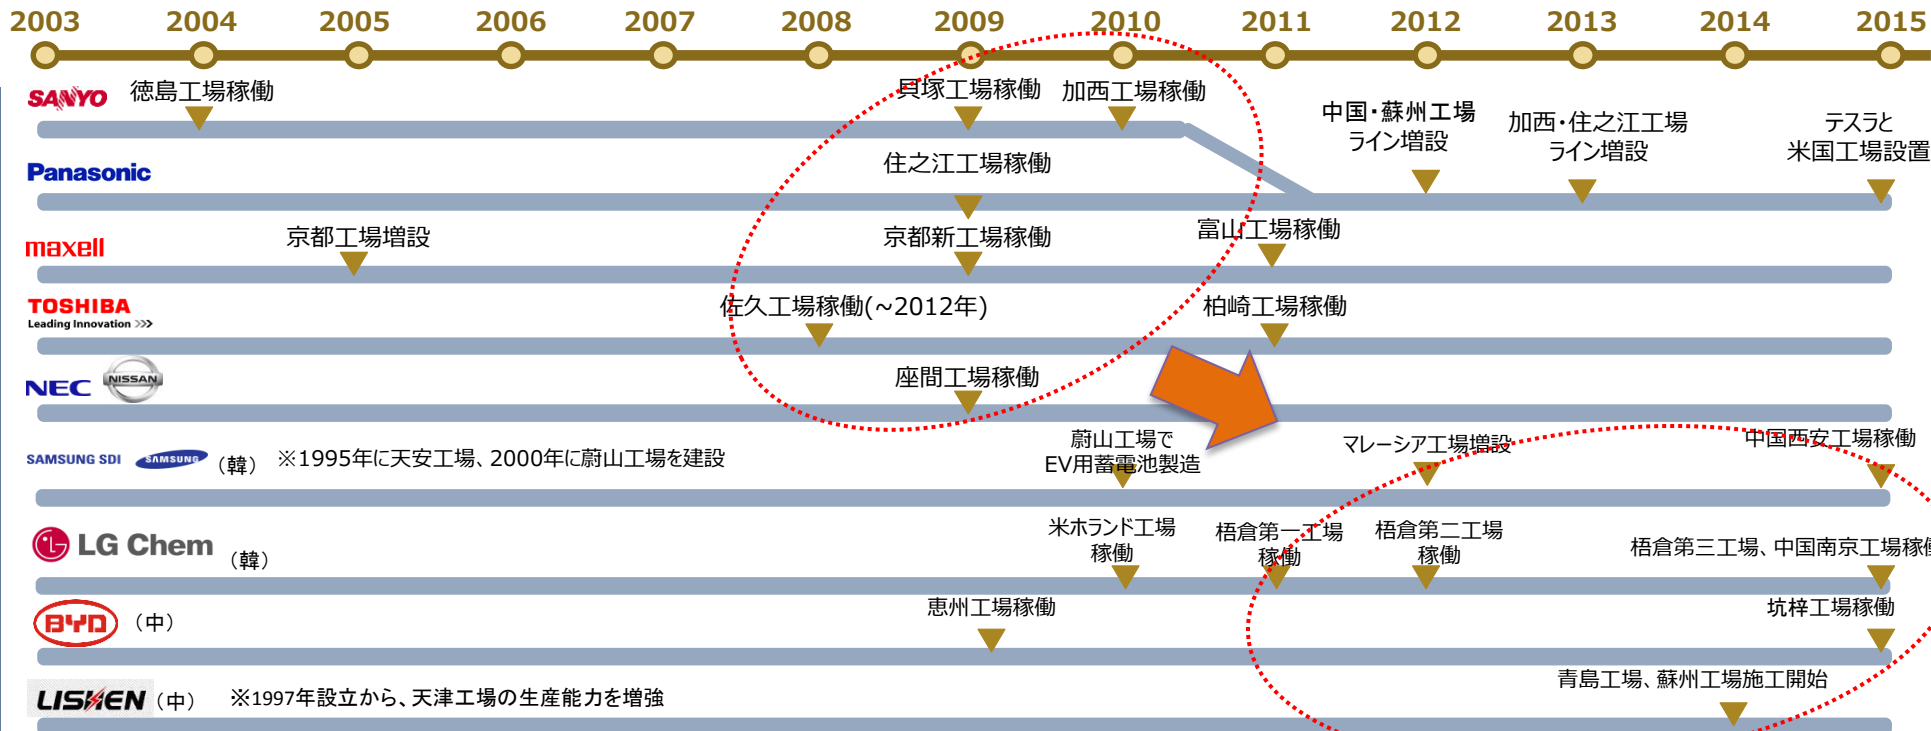 2003 2004 2005 2006 2007 2008 2009 2010 2011 2012 2013 2014 2015
SANYO
徳島工場稼働
貝塚工場稼働
加西工場稼働
中国・蘇州工場
ライン増設
加西・住之江工場
ライン増設
テスラと
米国工場設置
Panasonic
住之江工場稼働
maxell
京都工場増設
京都新工場稼働
富山工場稼働
TOSHIBA
Leading Innovation >>>
佐久工場稼働(~2012年)
柏崎工場稼働
NEC
NISSAN
座間工場稼働
SAMSUNG SDI
SAMSUNG
（韓）
※1995年に天安工場、2000年に蔚山工場を建設
蔚山工場で
EV用蓄電池製造
マレーシア工場増設
中国西安工場稼働
LG Chem
（韓）
米ホランド工場
稼働
梧倉第一工場
稼働
梧倉第二工場
稼働
梧倉第三工場、中国南京工場稼働
BYD
（中）
恵州工場稼働
坑梓工場稼働
LISHEN
（中）
※1997年設立から、天津工場の生産能力を増強
青島工場、蘇州工場施工開始